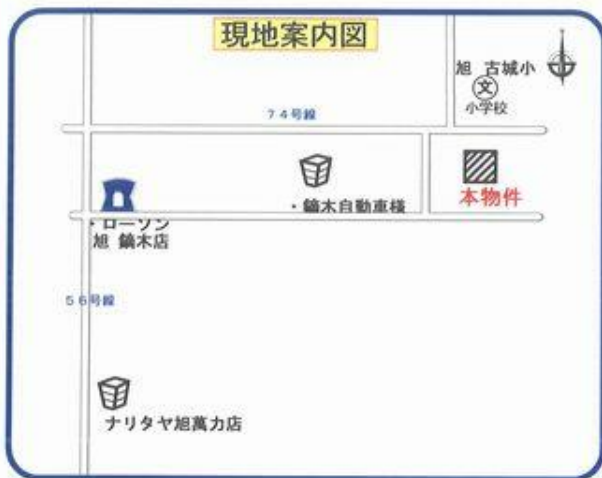 現地案内図
旭 古城小
文
小学校
74号線
本物件
・鏑木自動車様
・ローソン
旭 鏑木店
56号線
ナリタヤ旭萬力店